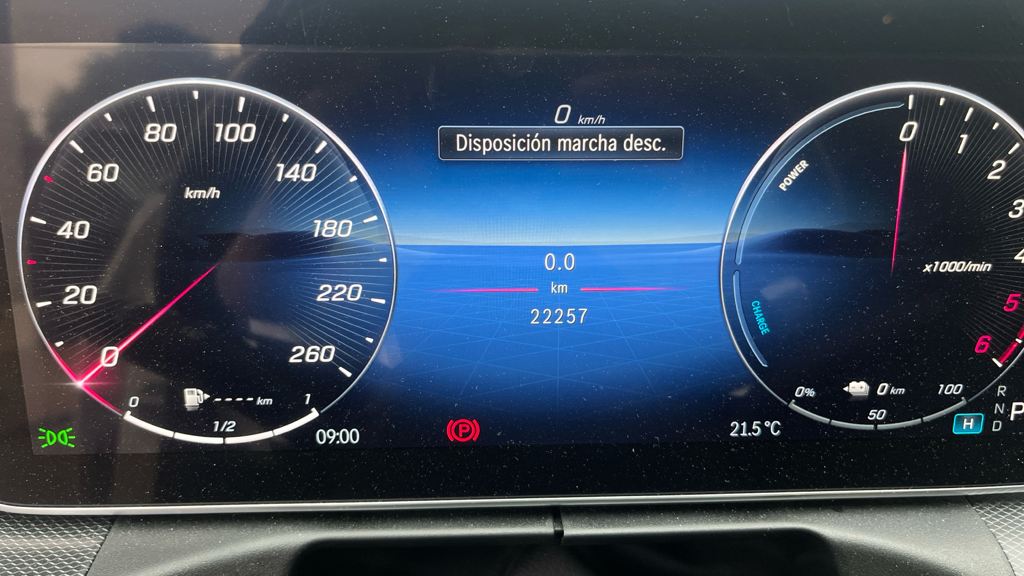 0 km/h
Disposición marcha desc.
80 100
60 140
km/h
40 180
20 220
0 260
0 1/2 1
---- km
09:00
0.0
km
22257
P
21.5°C
0 1 2 3 4 5 6
POWER
x1000/min
CHARGE
0% 50 100
0 km
R
N
D
P
H